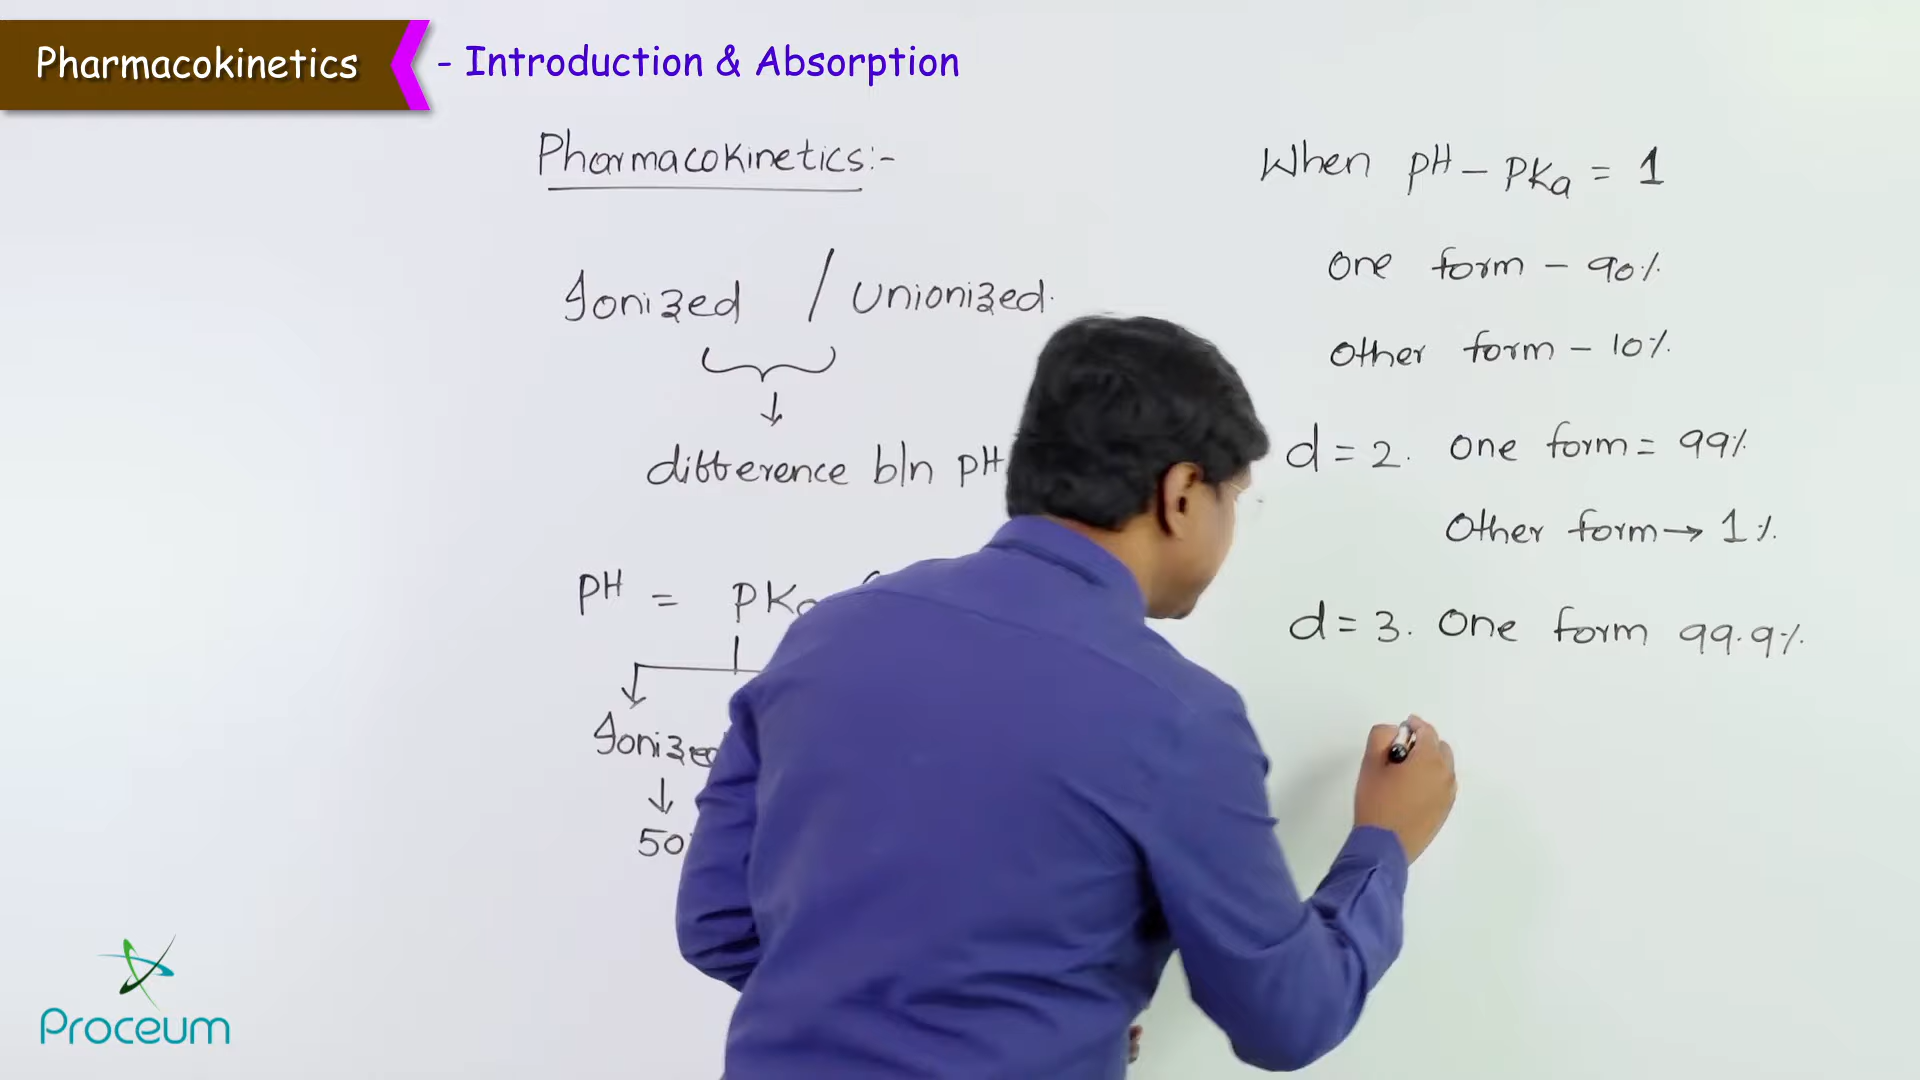 Pharmacokinetics - Introduction & Absorption
Pharmacokinetics:-
Ionized / Unionized.
difference b/n pH
pH = pKa
Ionized
50
When pH - PKa = 1
One form - 90%
Other form - 10%
d = 2. One form = 99%
Other form → 1%
d = 3. One form 99.9%
Proceum